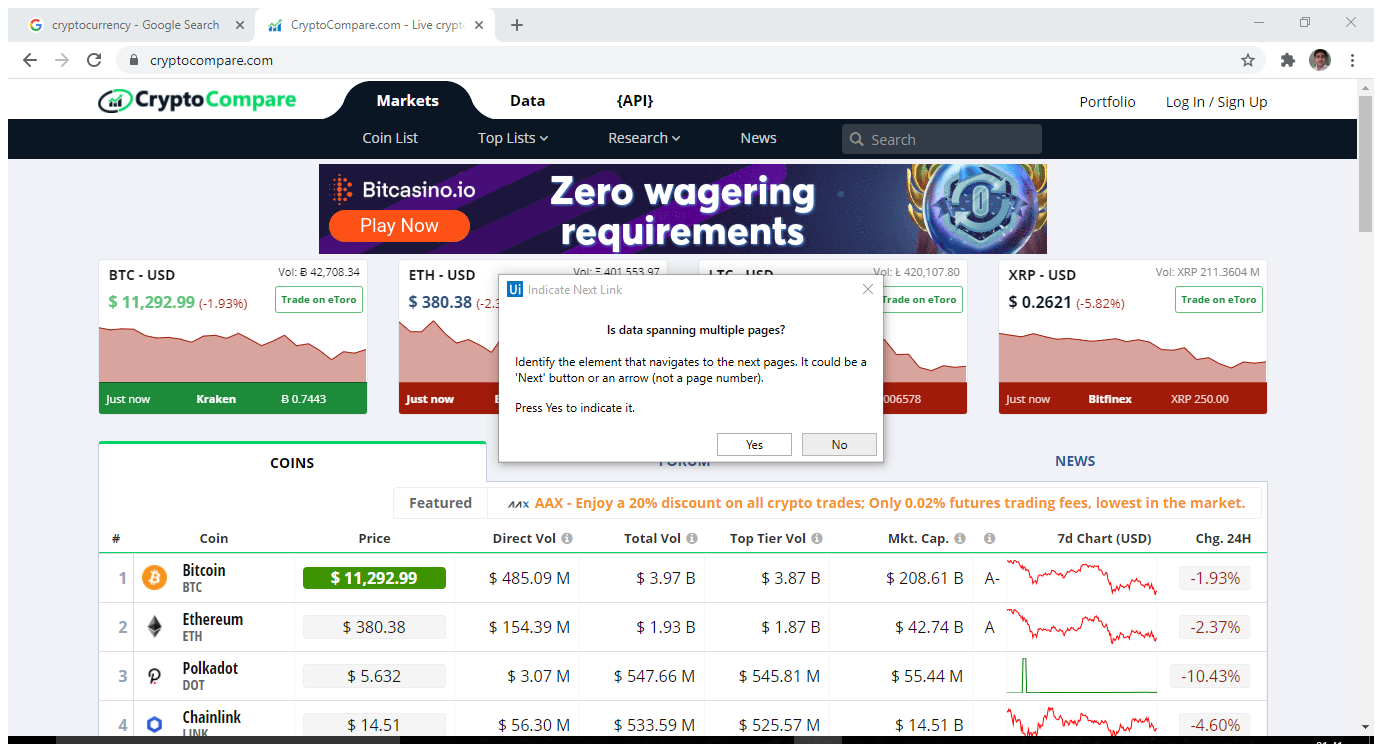 cryptocurrency - Google Search
CryptoCompare.com - Live crypto
cryptocompare.com
CryptoCompare
Markets
Data
{API}
Portfolio
Log In / Sign Up
Coin List
Top Lists
Research
News
Search
Bitcasino.io
Play Now
Zero wagering
requirements
BTC - USD
Vol: Ƀ 42,708.34
$ 11,292.99 (-1.93%)
Trade on eToro
Just now
Kraken
Ƀ 0.7443
ETH - USD
Vol: Ξ 401,553.97
$ 380.38
Just now
LTC - USD
Vol: Ł 420,107.80
Trade on eToro
006578
XRP - USD
Vol: XRP 211.3604 M
$ 0.2621 (-5.82%)
Trade on eToro
Just now
Bitfinex
XRP 250.00
Ui Indicate Next Link
Is data spanning multiple pages?
Identify the element that navigates to the next pages. It could be a
'Next' button or an arrow (not a page number).
Press Yes to indicate it.
Yes
No
COINS
FORUM
NEWS
Featured
AAX AAX - Enjoy a 20% discount on all crypto trades; Only 0.02% futures trading fees, lowest in the market.
# Coin Price Direct Vol Total Vol Top Tier Vol Mkt. Cap. 7d Chart (USD) Chg. 24H
1 Bitcoin $ 11,292.99 $ 485.09 M $ 3.97 B $ 3.87 B $ 208.61 B A- -1.93%
BTC
2 Ethereum $ 380.38 $ 154.39 M $ 1.93 B $ 1.87 B $ 42.74 B A -2.37%
ETH
3 Polkadot $ 5.632 $ 3.07 M $ 547.66 M $ 545.81 M $ 55.44 M -10.43%
DOT
4 Chainlink $ 14.51 $ 56.30 M $ 533.59 M $ 525.57 M $ 14.51 B -4.60%
LINK